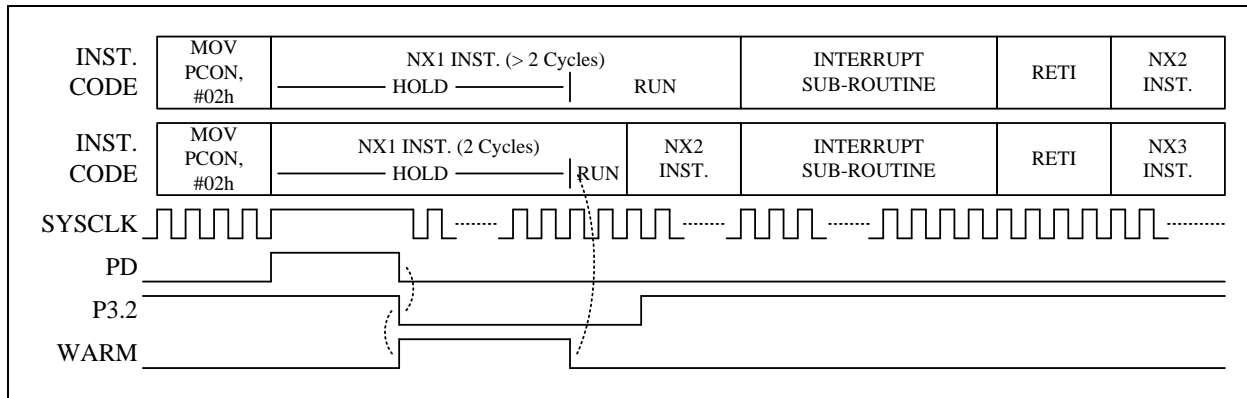 INST.
CODE
MOV
PCON,
#02h
NX1 INST. (> 2 Cycles)
HOLD
RUN
INTERRUPT
SUB-ROUTINE
RETI
NX2
INST.
INST.
CODE
MOV
PCON,
#02h
NX1 INST. (2 Cycles)
HOLD
RUN
NX2
INST.
INTERRUPT
SUB-ROUTINE
RETI
NX3
INST.
SYSCLK
PD
P3.2
WARM